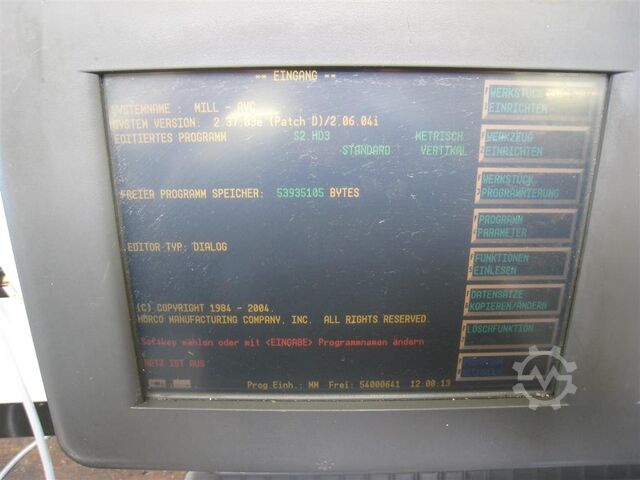 ** EINGANG **
SYSTEMNAME : MILL - AVC
SYSTEM VERSION: 2.37.03e (Patch D)/2.06.04i
EDITIERTES PROGRAMM S2.HD3 METRISCH
STANDARD VERTIKAL
FREIER PROGRAMM SPEICHER: 53935105 BYTES
EDITOR TYP: DIALOG
(C) COPYRIGHT 1984 - 2004.
HURCO MANUFACTURING COMPANY, INC. ALL RIGHTS RESERVED.
Softkey wählen oder mit <EINGABE> Programmnamen ändern
NETZ IST AUS
Prog.Einh.: MM Frei: 54000641 12:00:13
WERKSTÜCK
EINRICHTEN
WERKZEUG
EINRICHTEN
WERKSTÜCK
PROGRAMMIERUNG
PROGRAMM
PARAMETER
FUNKTIONEN
EINLESEN
DATENSÄTZE
KOPIEREN/ÄNDERN
LÖSCHFUNKTION